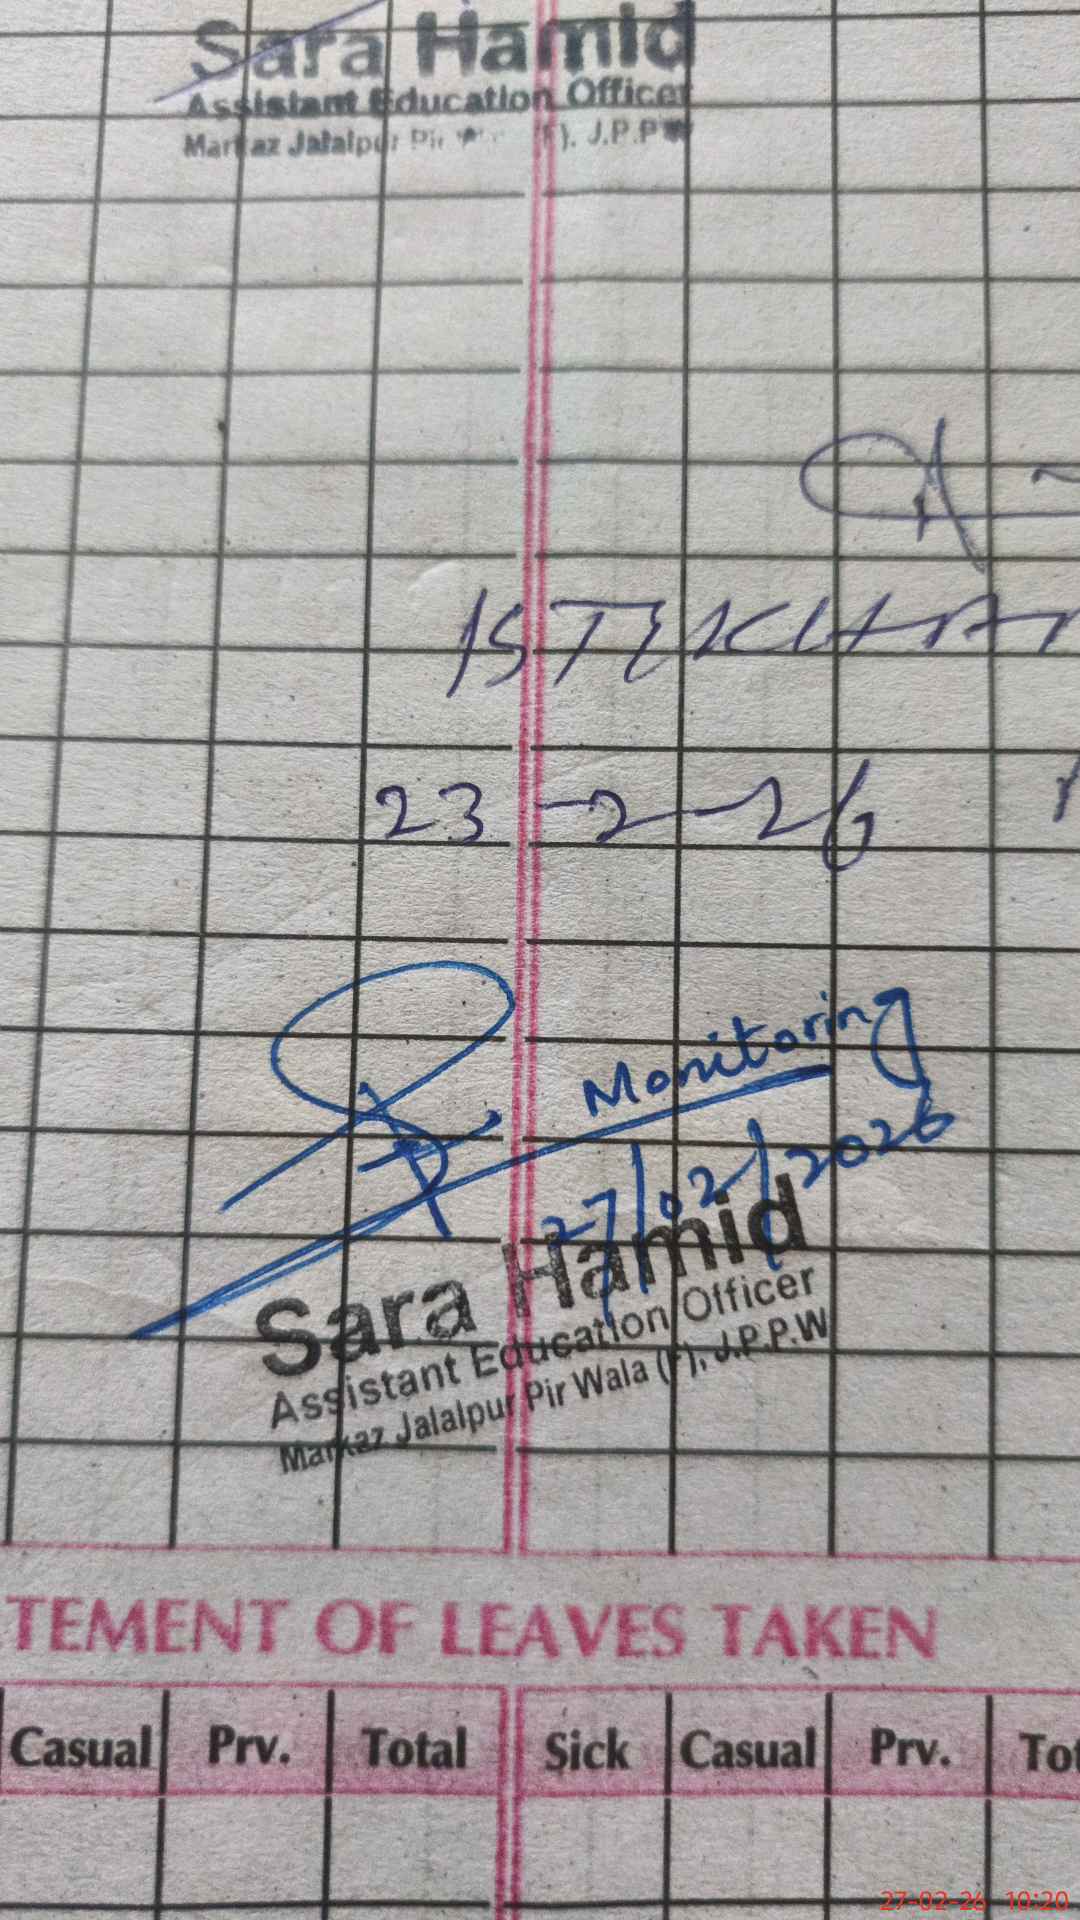 Sara Hamid
Assistant Education Officer
Markaz Jalalpur Pir (F). J.P.P.W
23-2-26
Monitoring
27/02/2026
Sara Hamid
Assistant Education Officer
Markaz Jalalpur Pir Wala (F), J.P.P.W
TEMENT OF LEAVES TAKEN
Casual Prv. Total Sick Casual Prv. Tot
27-02-26 10:20